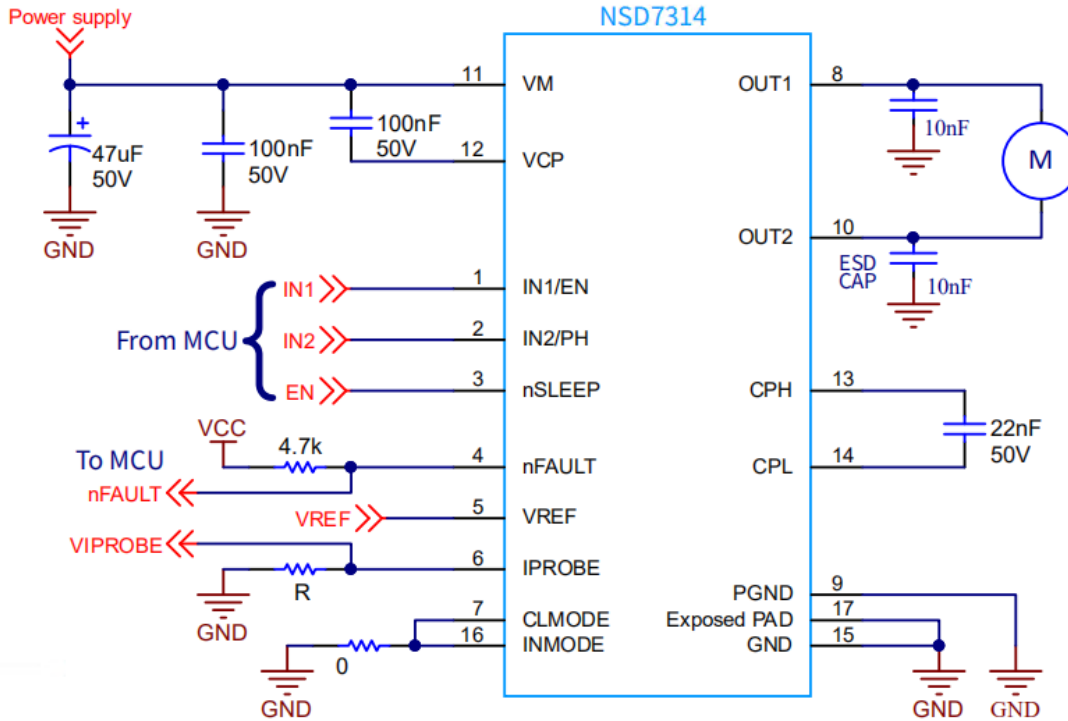 Power supply
NSD7314
11
VM
OUT1
8
47uF
50V
100nF
50V
100nF
50V
12
VCP
10nF
M
OUT2
10
ESD
CAP
10nF
GND
GND
From MCU
IN1
1
IN1/EN
IN2
2
IN2/PH
EN
3
nSLEEP
CPH
13
22nF
50V
CPL
14
VCC
4.7k
To MCU
nFAULT
4
nFAULT
VREF
5
VREF
VIPROBE
6
IPROBE
R
GND
7
CLMODE
16
INMODE
0
GND
PGND
9
Exposed PAD
17
GND
15
GND
GND